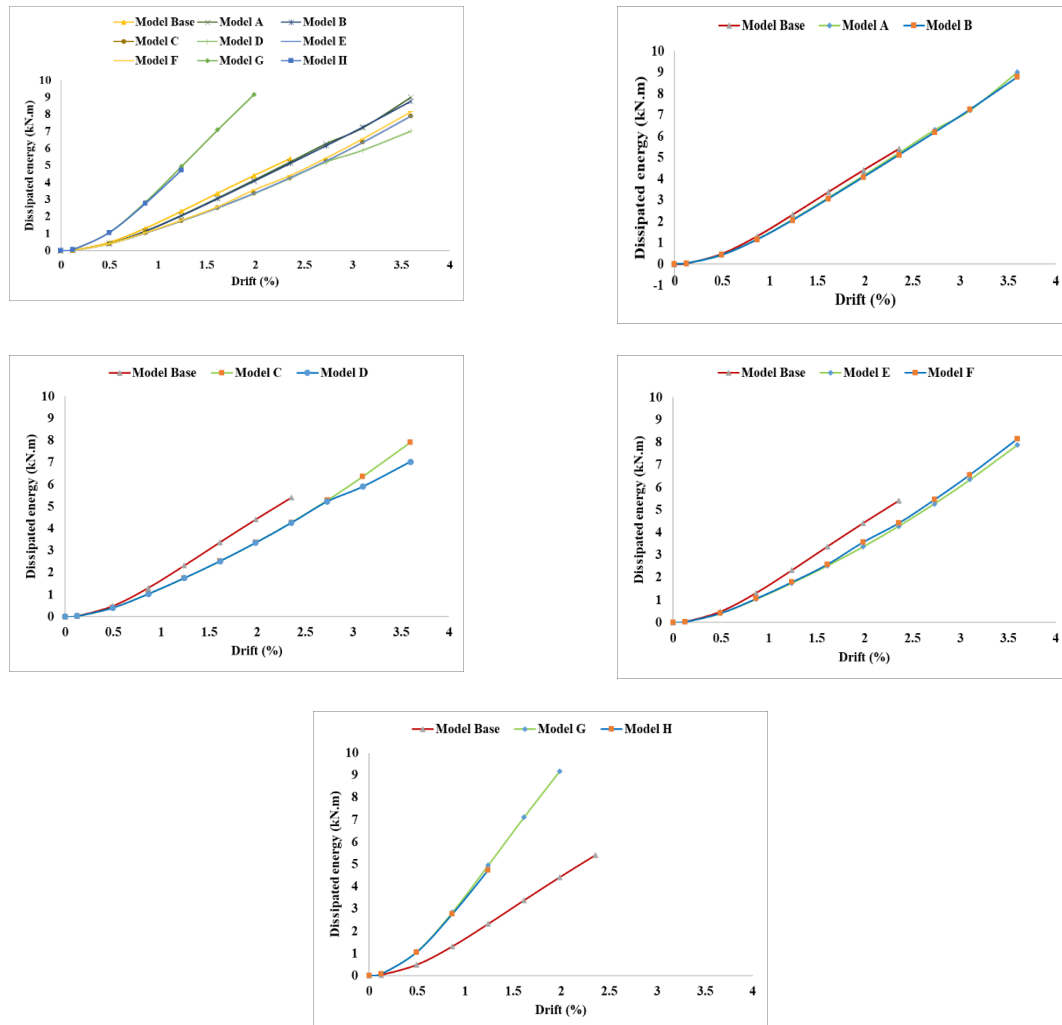 Model Base Model A Model B
Model C Model D Model E
Model F Model G Model H
Dissipated energy (kN.m)
10
9
8
7
6
5
4
3
2
1
0
0 0.5 1 1.5 2 2.5 3 3.5 4
Drift (%)
Model Base Model A Model B
Dissipated energy (kN.m)
10
9
8
7
6
5
4
3
2
1
0
-1
0 0.5 1 1.5 2 2.5 3 3.5 4
Drift (%)
Model Base Model C Model D
Dissipated energy (kN.m)
10
9
8
7
6
5
4
3
2
1
0
0 0.5 1 1.5 2 2.5 3 3.5 4
Drift (%)
Model Base Model E Model F
Dissipated energy (kN.m)
10
9
8
7
6
5
4
3
2
1
0
0 0.5 1 1.5 2 2.5 3 3.5 4
Drift (%)
Model Base Model G Model H
Dissipated energy (kN.m)
10
9
8
7
6
5
4
3
2
1
0
0 0.5 1 1.5 2 2.5 3 3.5 4
Drift (%)